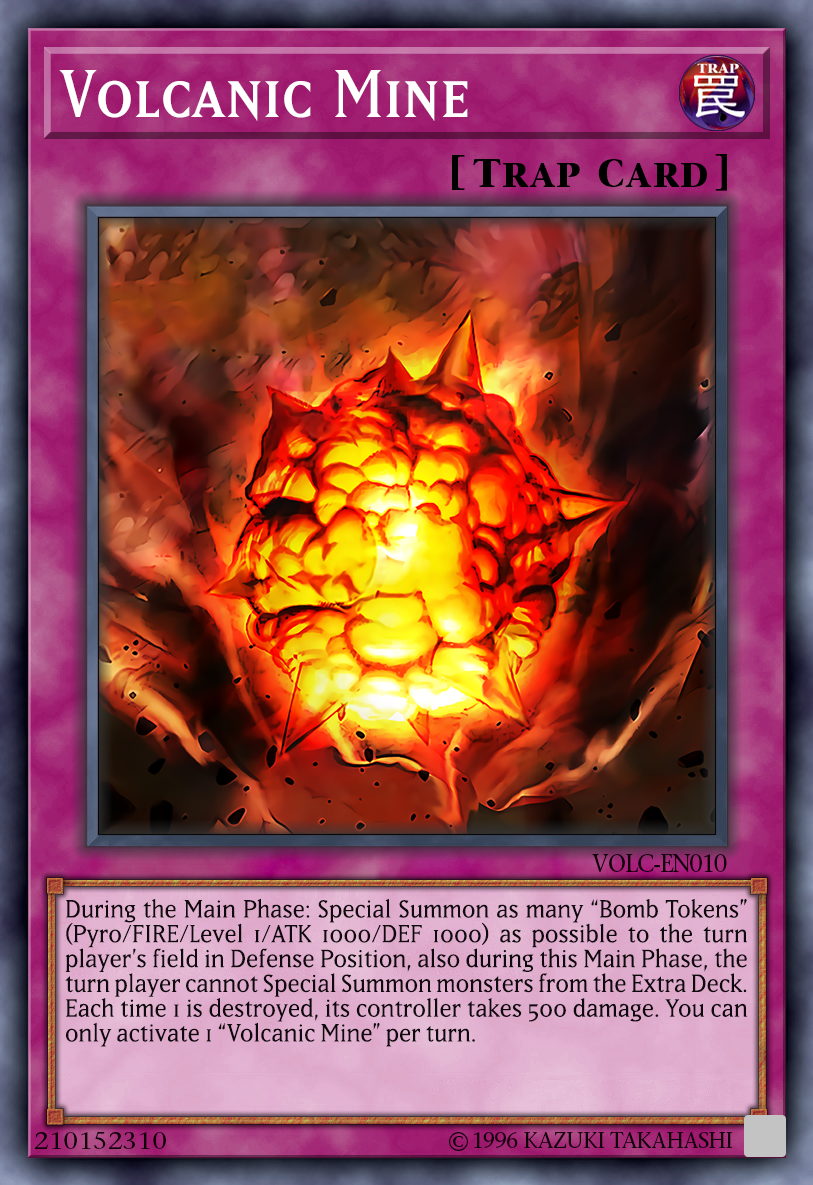 Volcanic Mine
TRAP
罠
[Trap Card]
VOLC-EN010
During the Main Phase: Special Summon as many “Bomb Tokens”
(Pyro/FIRE/Level 1/ATK 1000/DEF 1000) as possible to the turn
player’s field in Defense Position, also during this Main Phase, the
turn player cannot Special Summon monsters from the Extra Deck.
Each time 1 is destroyed, its controller takes 500 damage. You can
only activate 1 “Volcanic Mine” per turn.
210152310
© 1996 KAZUKI TAKAHASHI